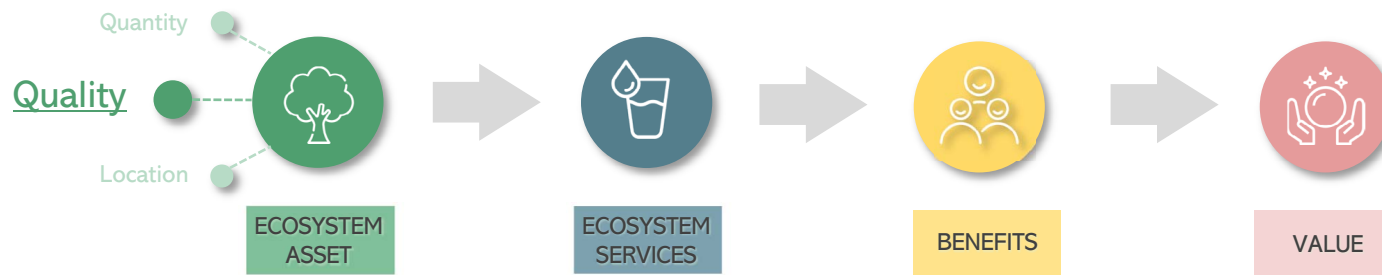 Quantity
Quality
Location
ECOSYSTEM
ASSET
ECOSYSTEM
SERVICES
BENEFITS
VALUE